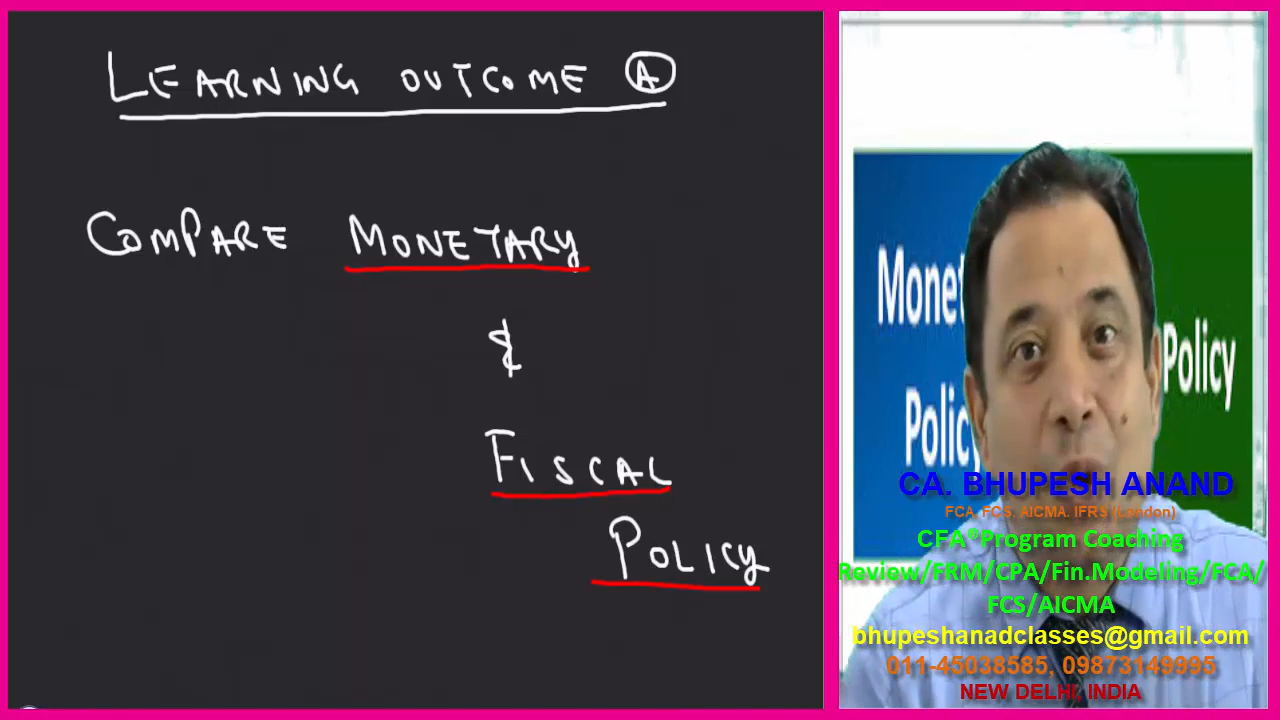 LEARNING OUTCOME A
COMPARE MONETARY
&
FISCAL
POLICY
Monet
Policy
Policy
CA. BHUPESH ANAND
FCA. FCS. AICMA. IFRS (London)
CFA®Program Coaching
Review/FRM/CPA/Fin.Modeling/FCA/
FCS/AICMA
bhupeshanadclasses@gmail.com
011-45038585, 09873149995
NEW DELHI, INDIA